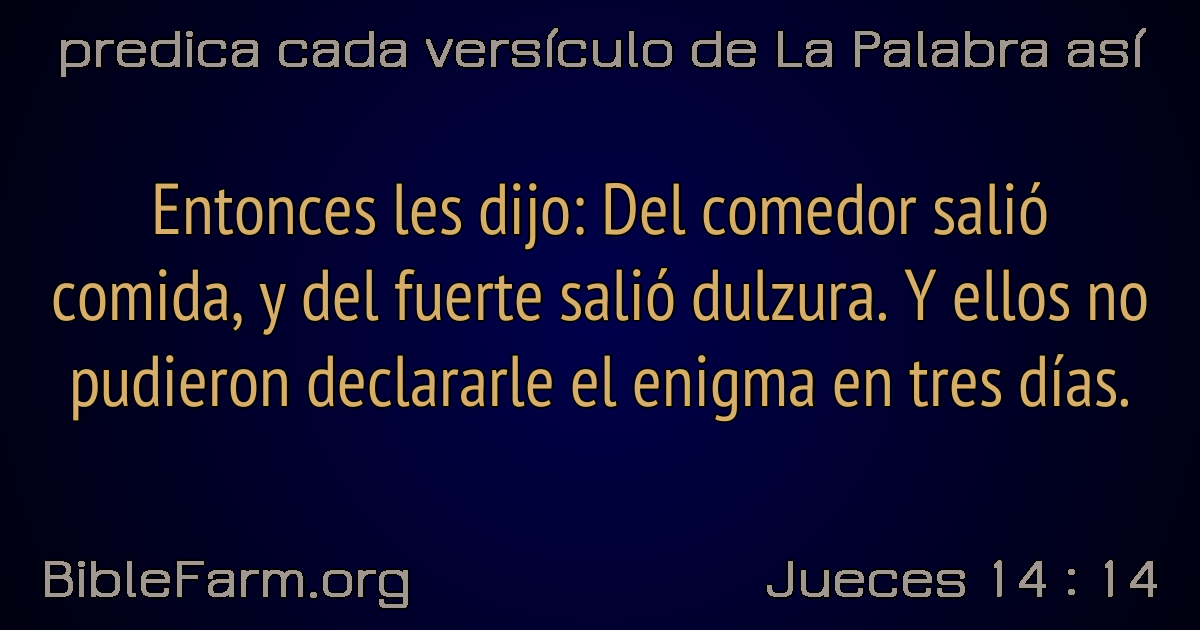 predica cada versículo de La Palabra así
Entonces les dijo: Del comedor salió
comida, y del fuerte salió dulzura. Y ellos no
pudieron declararle el enigma en tres días.
BibleFarm.org
Jueces 14 : 14